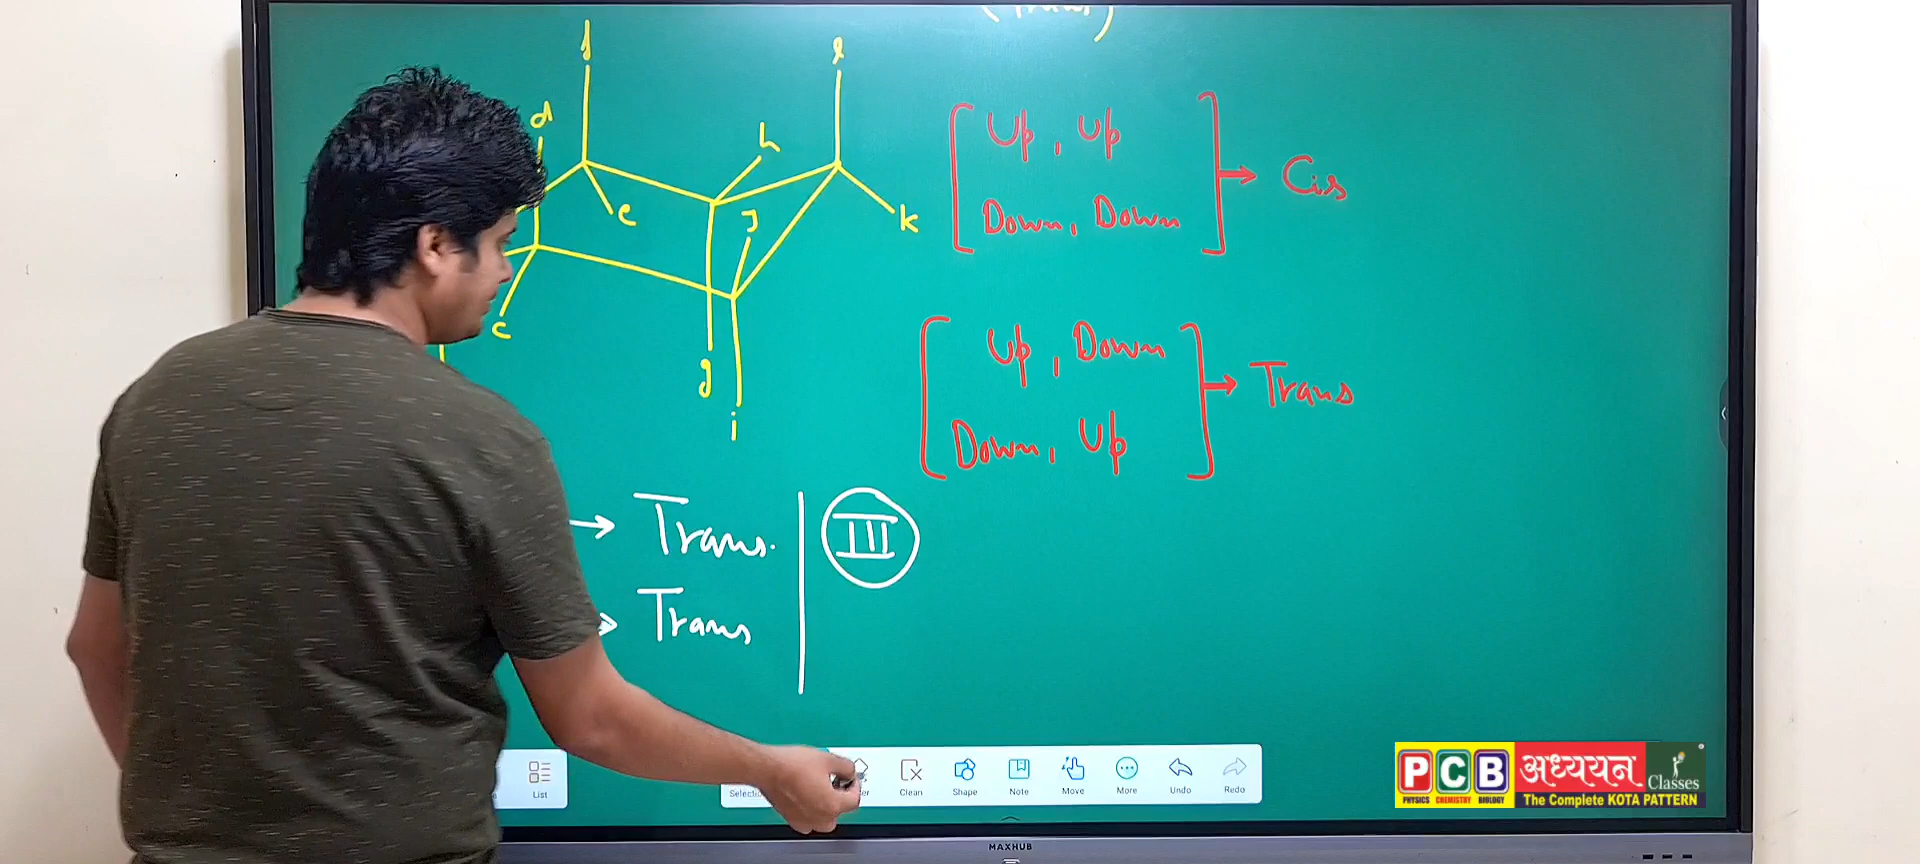 (Trans)
f
l
d
h
e
J
k
c
g
i
Up, Up
Down, Down
Cis
Up, Down
Down, Up
Trans
Trans.
III
Trans
List
Clean
Shape
Note
Move
More
Undo
Redo
PCB अध्ययन Classes
PHYSICS CHEMISTRY BIOLOGY
The Complete KOTA PATTERN
MAXHUB